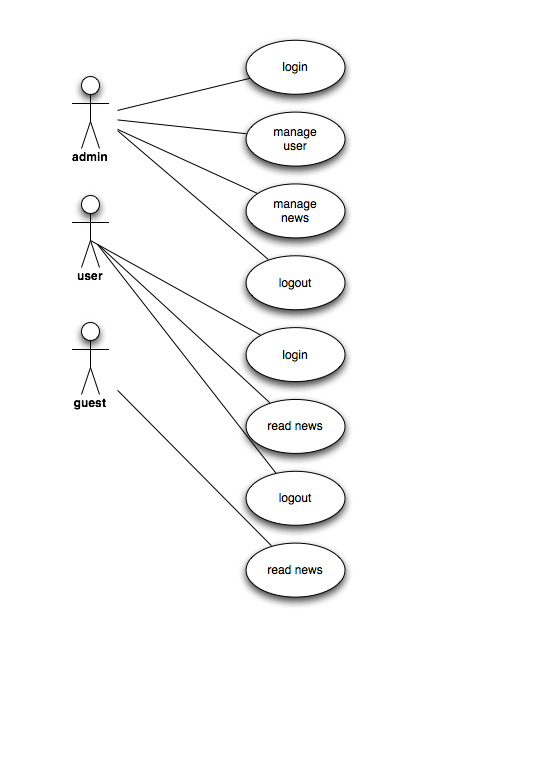 login
admin
manage
user
manage
news
user
logout
login
guest
read news
logout
read news